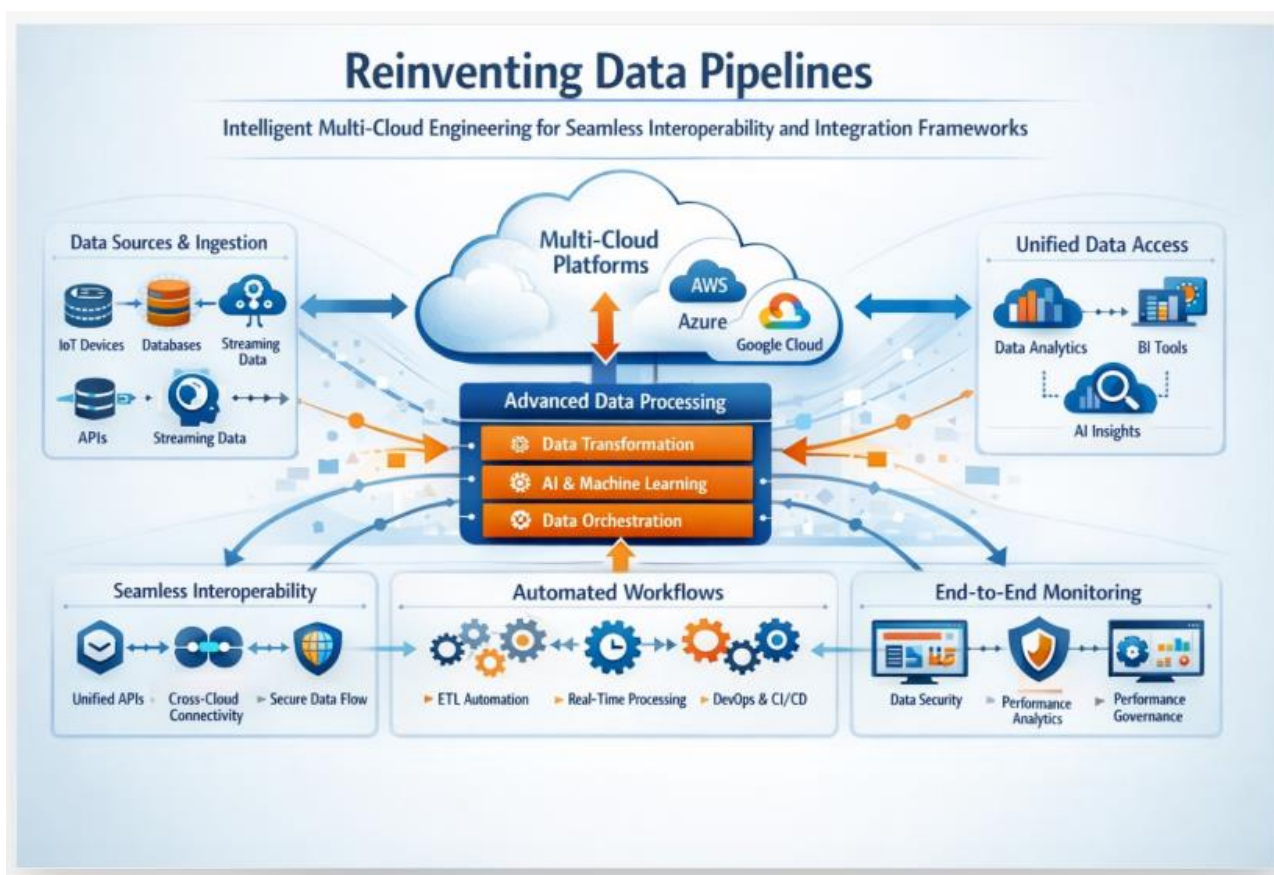 Reinventing Data Pipelines
Intelligent Multi-Cloud Engineering for Seamless Interoperability and Integration Frameworks
Data Sources & Ingestion
IoT Devices
Databases
Streaming
Data
APIs
Streaming Data
Multi-Cloud
Platforms
AWS
Azure
Google Cloud
Unified Data Access
Data Analytics
BI Tools
AI Insights
Advanced Data Processing
Data Transformation
AI & Machine Learning
Data Orchestration
Seamless Interoperability
Unified APIs
Cross-Cloud
Connectivity
Secure Data Flow
Automated Workflows
ETL Automation
Real-Time Processing
DevOps & CI/CD
End-to-End Monitoring
Data Security
Performance
Analytics
Performance
Governance